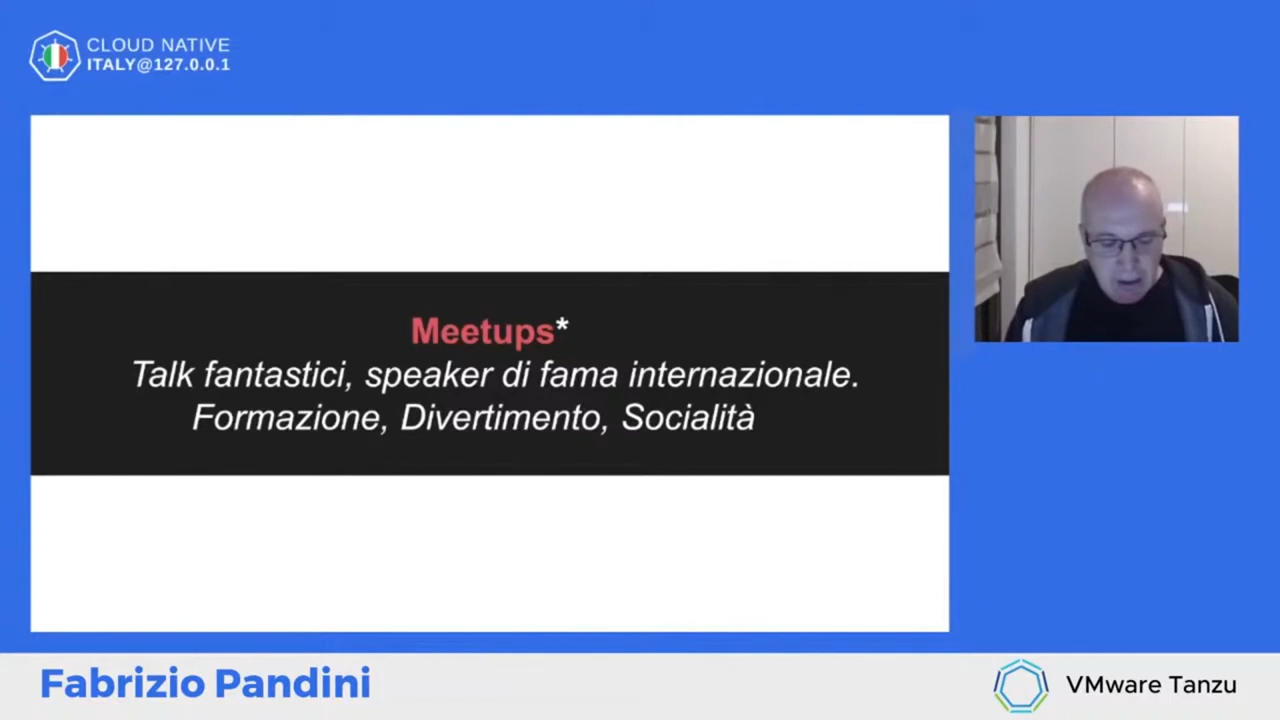 CLOUD NATIVE
ITALY@127.0.0.1
Meetups*
Talk fantastici, speaker di fama internazionale.
Formazione, Divertimento, Socialità
Fabrizio Pandini
VMware Tanzu